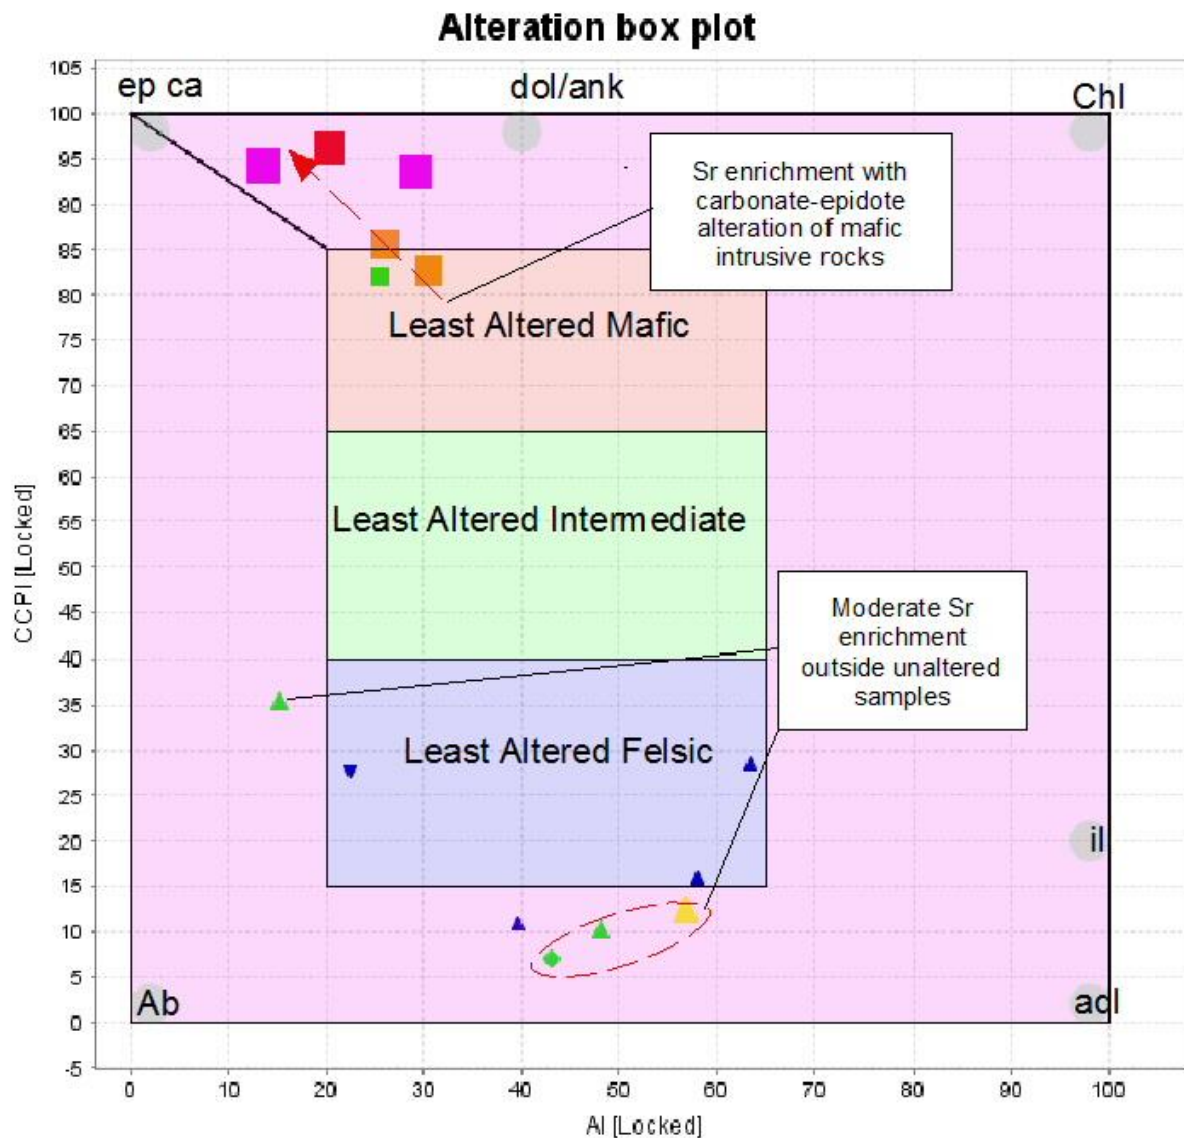 Alteration box plot
105
ep ca
dol/ank
Chl
100
95
90
85
80
75
70
65
60
55
50
45
40
35
30
25
20
15
10
5
0
-5
Sr enrichment with
carbonate-epidote
alteration of mafic
intrusive rocks
Least Altered Mafic
Least Altered Intermediate
Moderate Sr
enrichment
outside unaltered
samples
Least Altered Felsic
il
Ab
adl
CCPI [Locked]
0
10
20
30
40
50
60
70
80
90
100
AI [Locked]